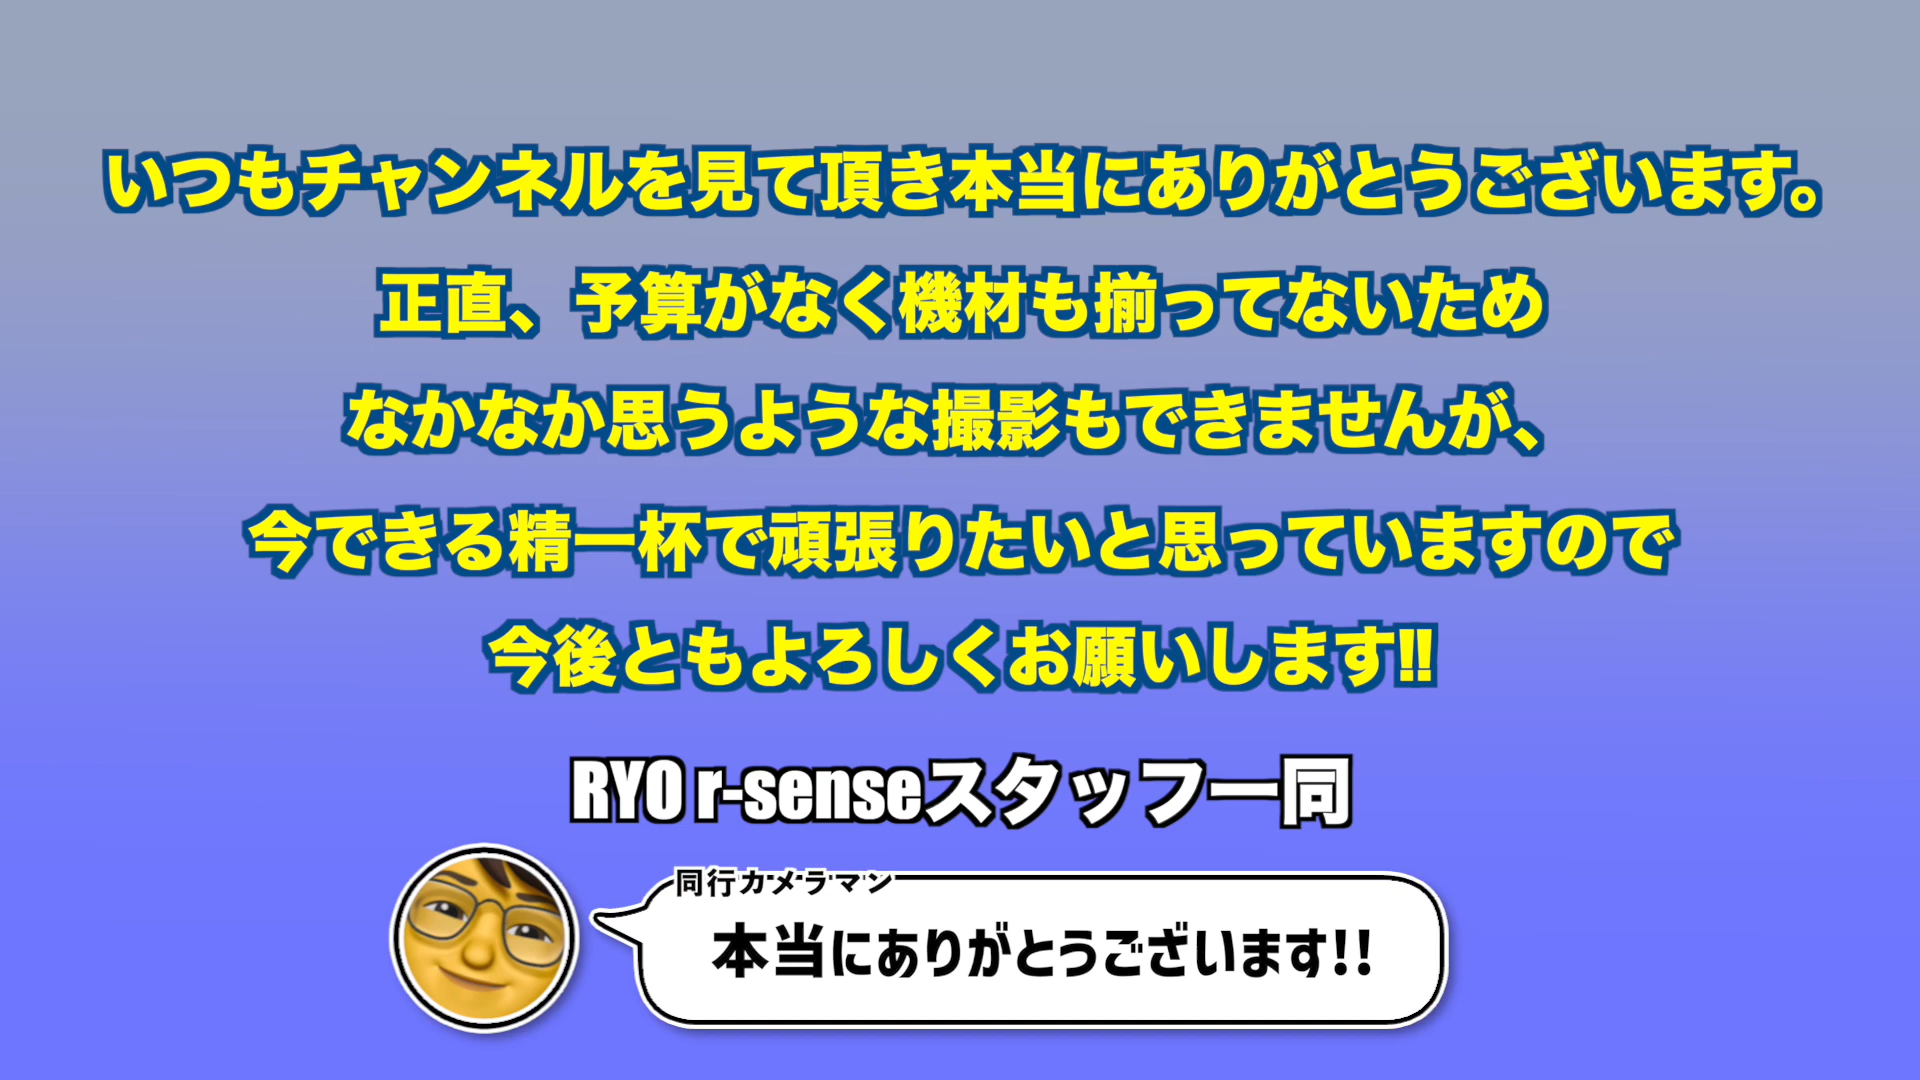 いつもチャンネルを見て頂き本当にありがとうございます。
正直、予算がなく機材も揃ってないため
なかなか思うような撮影もできませんが、
今できる精一杯で頑張りたいと思っていますので
今後ともよろしくお願いします!!
RYO r-senseスタッフ一同
同行カメラマン
本当にありがとうございます!!